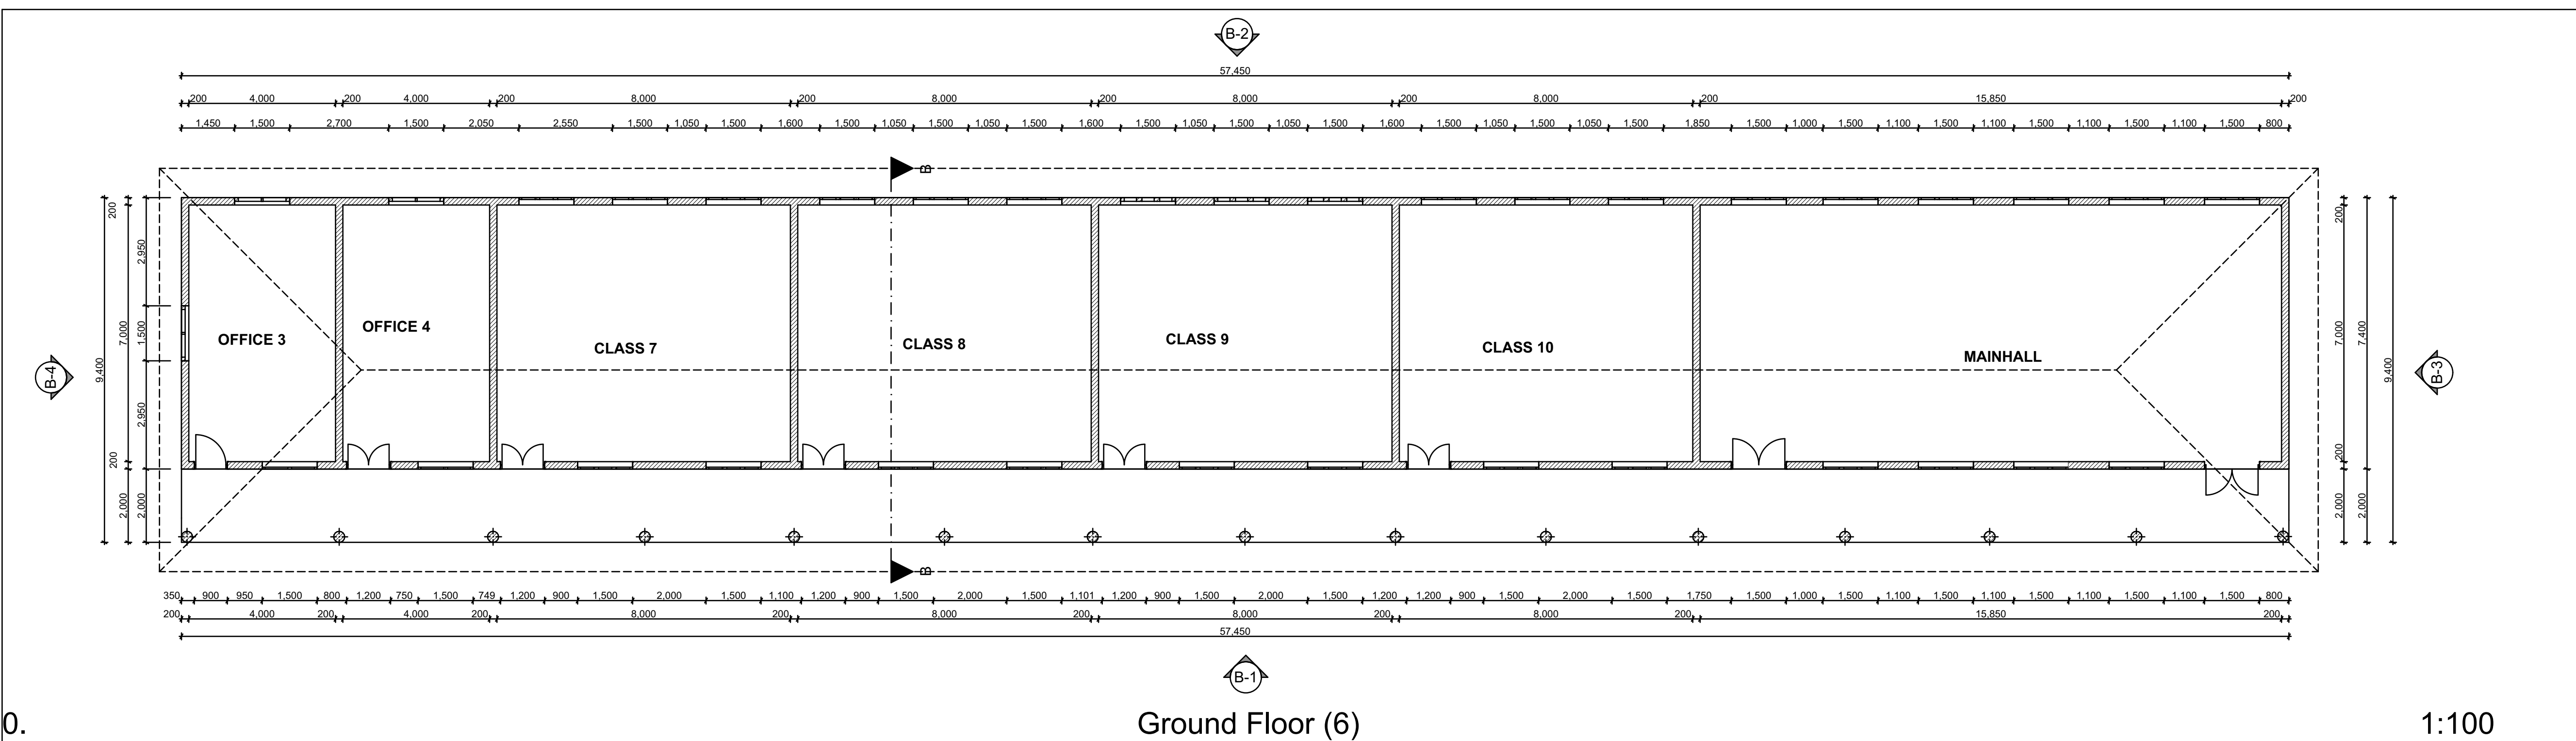 B-2
57,450
200 4,000 200 4,000 200 8,000 200 8,000 200 8,000 200 8,000 200 15,850 200
1,450 1,500 2,700 1,500 2,050 2,550 1,500 1,050 1,500 1,600 1,500 1,050 1,500 1,050 1,500 1,600 1,500 1,050 1,500 1,050 1,500 1,600 1,500 1,050 1,500 1,050 1,500 1,850 1,500 1,000 1,500 1,100 1,500 1,100 1,500 1,100 1,500 1,100 1,500 800
B
B-4
9,400
200 7,000 200 2,000
2,950 1,500 2,950 2,000
OFFICE 3
OFFICE 4
CLASS 7
CLASS 8
CLASS 9
CLASS 10
MAINHALL
200 7,000 200 2,000
7,400 2,000
9,400
B-3
B
350 900 950 1,500 800 1,200 750 1,500 749 1,200 900 1,500 2,000 1,500 1,100 1,200 900 1,500 2,000 1,500 1,101 1,200 900 1,500 2,000 1,500 1,200 1,200 900 1,500 2,000 1,500 1,750 1,500 1,000 1,500 1,100 1,500 1,100 1,500 1,100 1,500 1,100 1,500 800
200 4,000 200 4,000 200 8,000 200 8,000 200 8,000 200 8,000 200 15,850 200
57,450
B-1
0.
Ground Floor (6)
1:100